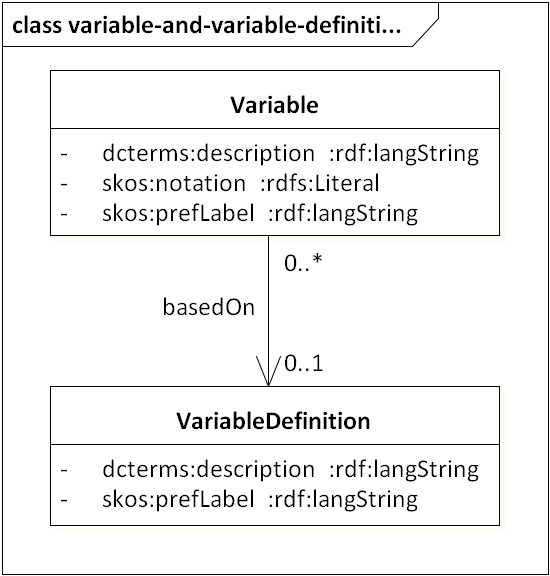 class variable-and-variable-definiti...
Variable
- dcterms:description :rdf:langString
- skos:notation :rdfs:Literal
- skos:prefLabel :rdf:langString
0..*
basedOn
0..1
VariableDefinition
- dcterms:description :rdf:langString
- skos:prefLabel :rdf:langString